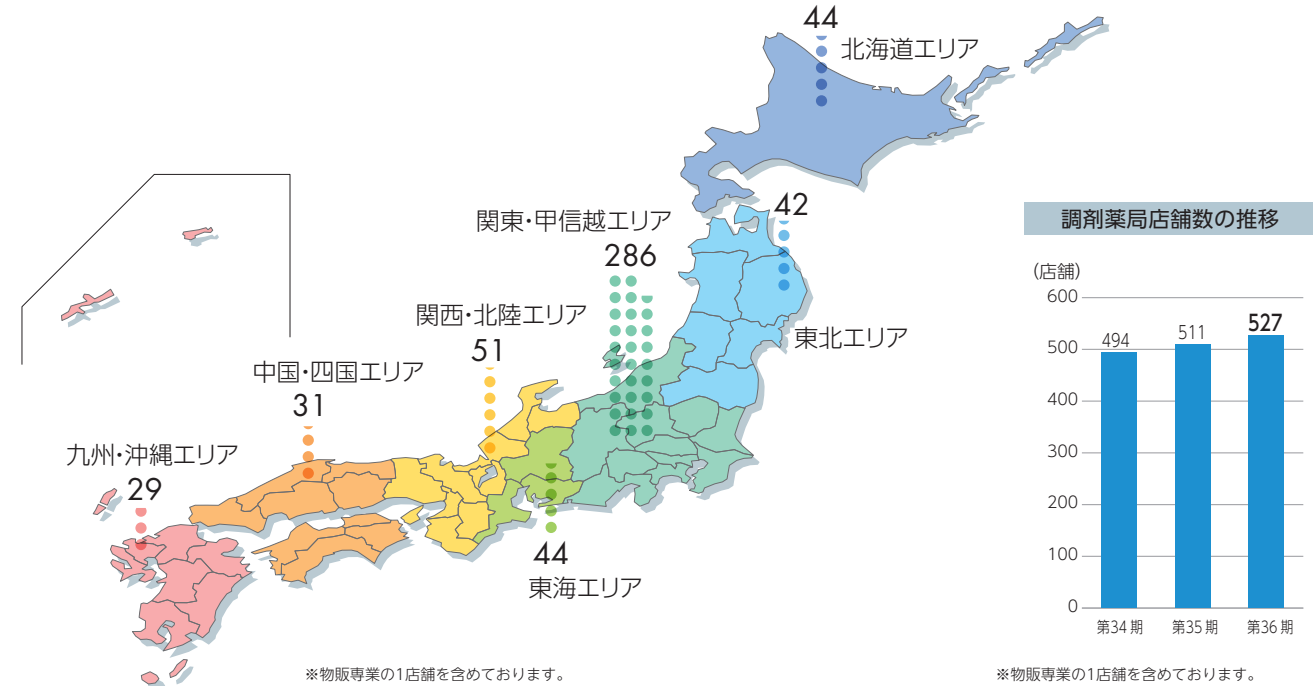 44
北海道エリア
42
東北エリア
関東・甲信越エリア
286
関西・北陸エリア
51
中国・四国エリア
31
九州・沖縄エリア
29
44
東海エリア
※物販専業の1店舗を含めております。
調剤薬局店舗数の推移
(店舗)
600
500
400
300
200
100
0
494
511
527
第34期
第35期
第36期
※物販専業の1店舗を含めております。